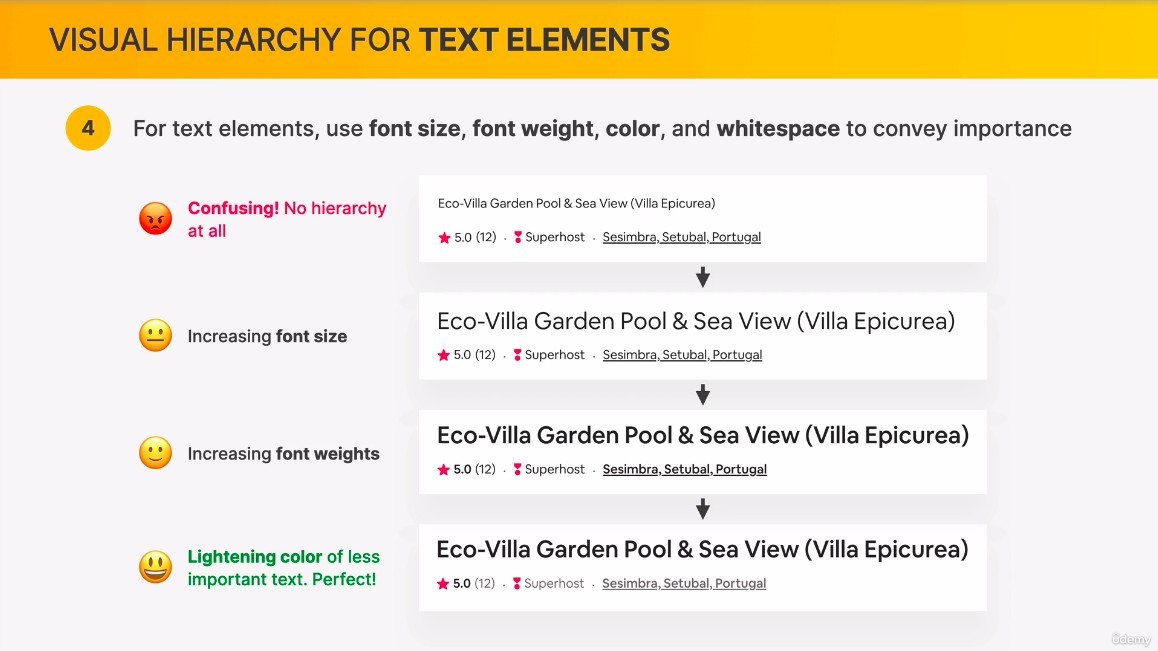 VISUAL HIERARCHY FOR TEXT ELEMENTS
4
For text elements, use font size, font weight, color, and whitespace to convey importance
Confusing! No hierarchy
at all
Eco-Villa Garden Pool & Sea View (Villa Epicurea)
5.0 (12) · Superhost · Sesimbra, Setubal, Portugal
Increasing font size
Eco-Villa Garden Pool & Sea View (Villa Epicurea)
5.0 (12) · Superhost · Sesimbra, Setubal, Portugal
Increasing font weights
Eco-Villa Garden Pool & Sea View (Villa Epicurea)
5.0 (12) · Superhost · Sesimbra, Setubal, Portugal
Lightening color of less
important text. Perfect!
Eco-Villa Garden Pool & Sea View (Villa Epicurea)
5.0 (12) · Superhost · Sesimbra, Setubal, Portugal
ûdemy